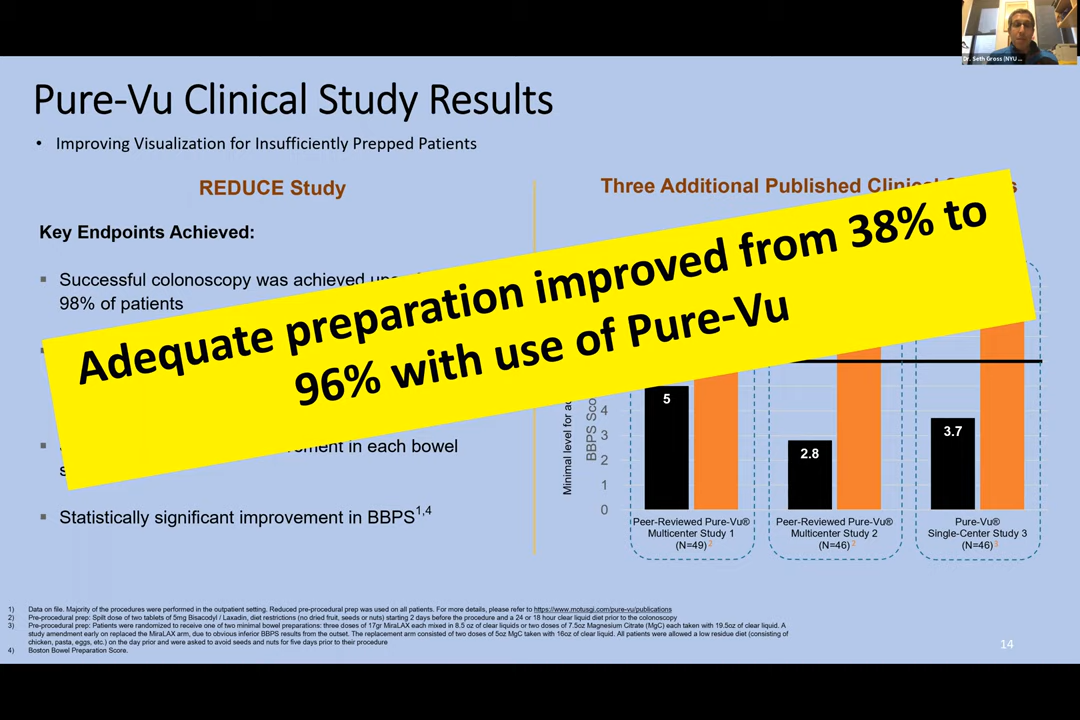 Dr. Seth Gross (NYU ...
Pure-Vu Clinical Study Results
• Improving Visualization for Insufficiently Prepped Patients
REDUCE Study
Key Endpoints Achieved:
Successful colonoscopy was achieved
98% of patients
in each bowel
Statistically significant improvement in BBPS1,4
Three Additional Published
Adequate preparation improved from 38% to
96% with use of Pure-Vu
Minimal level for
BBPS
4
3
2
1
0
5
2.8
3.7
Peer-Reviewed Pure-Vu®
Multicenter Study 1
(N=49) 2
Peer-Reviewed Pure-Vu®
Multicenter Study 2
(N=46) 2
Pure-Vu®
Single-Center Study 3
(N=46) 3
1) Data on file. Majority of the procedures were performed in the outpatient setting. Reduced pre-procedural prep was used on all patients. For more details, please refer to https://www.motusgi.com/pure-vu/publications
2) Pre-procedural prep: Spilt dose of two tablets of 5mg Bisacodyl / Laxadin, diet restrictions (no dried fruit, seeds or nuts) starting 2 days before the procedure and a 24 or 18 hour clear liquid diet prior to the colonoscopy
3) Pre-procedural prep: Patients were randomized to receive one of two minimal bowel preparations: three doses of 17gr MiraLAX each mixed in 8.5 oz of clear liquids or two doses of 7.5oz Magnesium Citrate (MgC) each taken with 19.5oz of clear liquid. A
study amendment early on replaced the MiraLAX arm, due to obvious inferior BBPS results from the outset. The replacement arm consisted of two doses of 5oz MgC taken with 16oz of clear liquid. All patients were allowed a low residue diet (consisting of
chicken, pasta, eggs, etc.) on the day prior and were asked to avoid seeds and nuts for five days prior to their procedure
4) Boston Bowel Preparation Score.
14